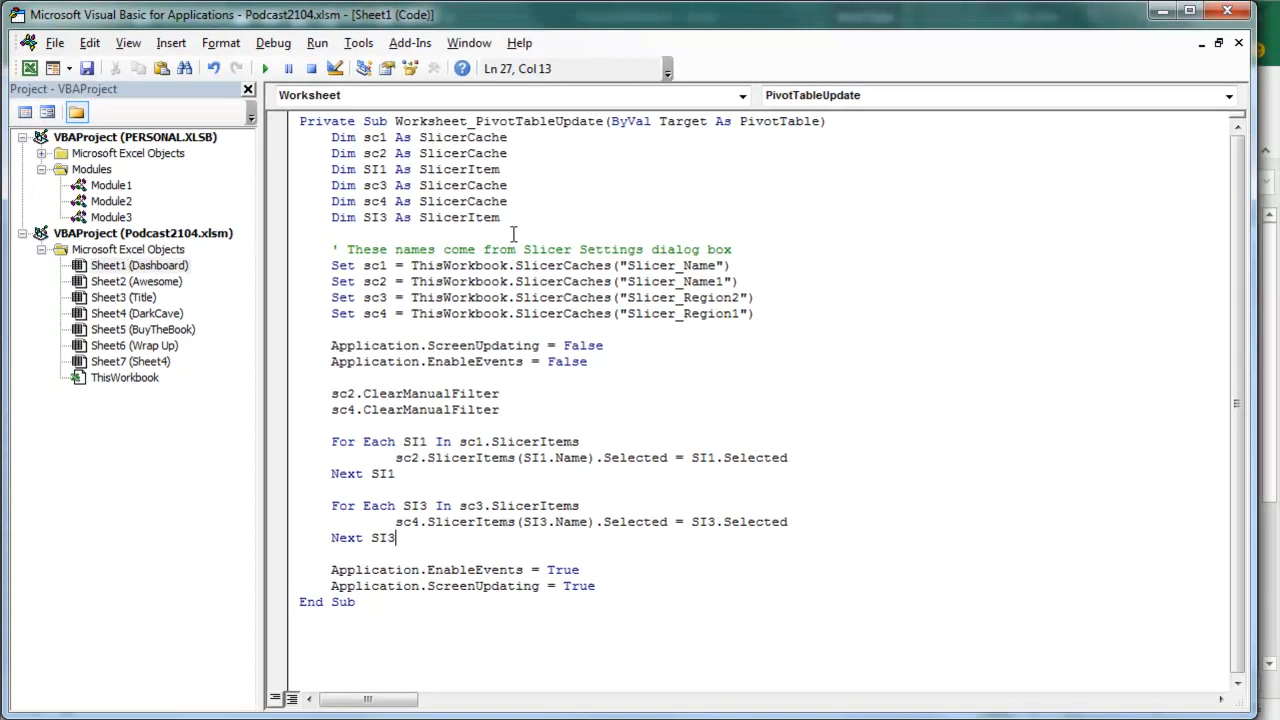 Microsoft Visual Basic for Applications - Podcast2104.xlsm - [Sheet1 (Code)]
File Edit View Insert Format Debug Run Tools Add-Ins Window Help
Ln 27, Col 13
Project - VBAProject
Worksheet
PivotTableUpdate
VBAProject (PERSONAL.XLSB)
Microsoft Excel Objects
Modules
Module1
Module2
Module3
VBAProject (Podcast2104.xlsm)
Microsoft Excel Objects
Sheet1 (Dashboard)
Sheet2 (Awesome)
Sheet3 (Title)
Sheet4 (DarkCave)
Sheet5 (BuyTheBook)
Sheet6 (Wrap Up)
Sheet7 (Sheet4)
ThisWorkbook
Private Sub Worksheet_PivotTableUpdate(ByVal Target As PivotTable)
Dim sc1 As SlicerCache
Dim sc2 As SlicerCache
Dim SI1 As SlicerItem
Dim sc3 As SlicerCache
Dim sc4 As SlicerCache
Dim SI3 As SlicerItem
' These names come from Slicer Settings dialog box
Set sc1 = ThisWorkbook.SlicerCaches("Slicer_Name")
Set sc2 = ThisWorkbook.SlicerCaches("Slicer_Name1")
Set sc3 = ThisWorkbook.SlicerCaches("Slicer_Region2")
Set sc4 = ThisWorkbook.SlicerCaches("Slicer_Region1")
Application.ScreenUpdating = False
Application.EnableEvents = False
sc2.ClearManualFilter
sc4.ClearManualFilter
For Each SI1 In sc1.SlicerItems
sc2.SlicerItems(SI1.Name).Selected = SI1.Selected
Next SI1
For Each SI3 In sc3.SlicerItems
sc4.SlicerItems(SI3.Name).Selected = SI3.Selected
Next SI3
Application.EnableEvents = True
Application.ScreenUpdating = True
End Sub